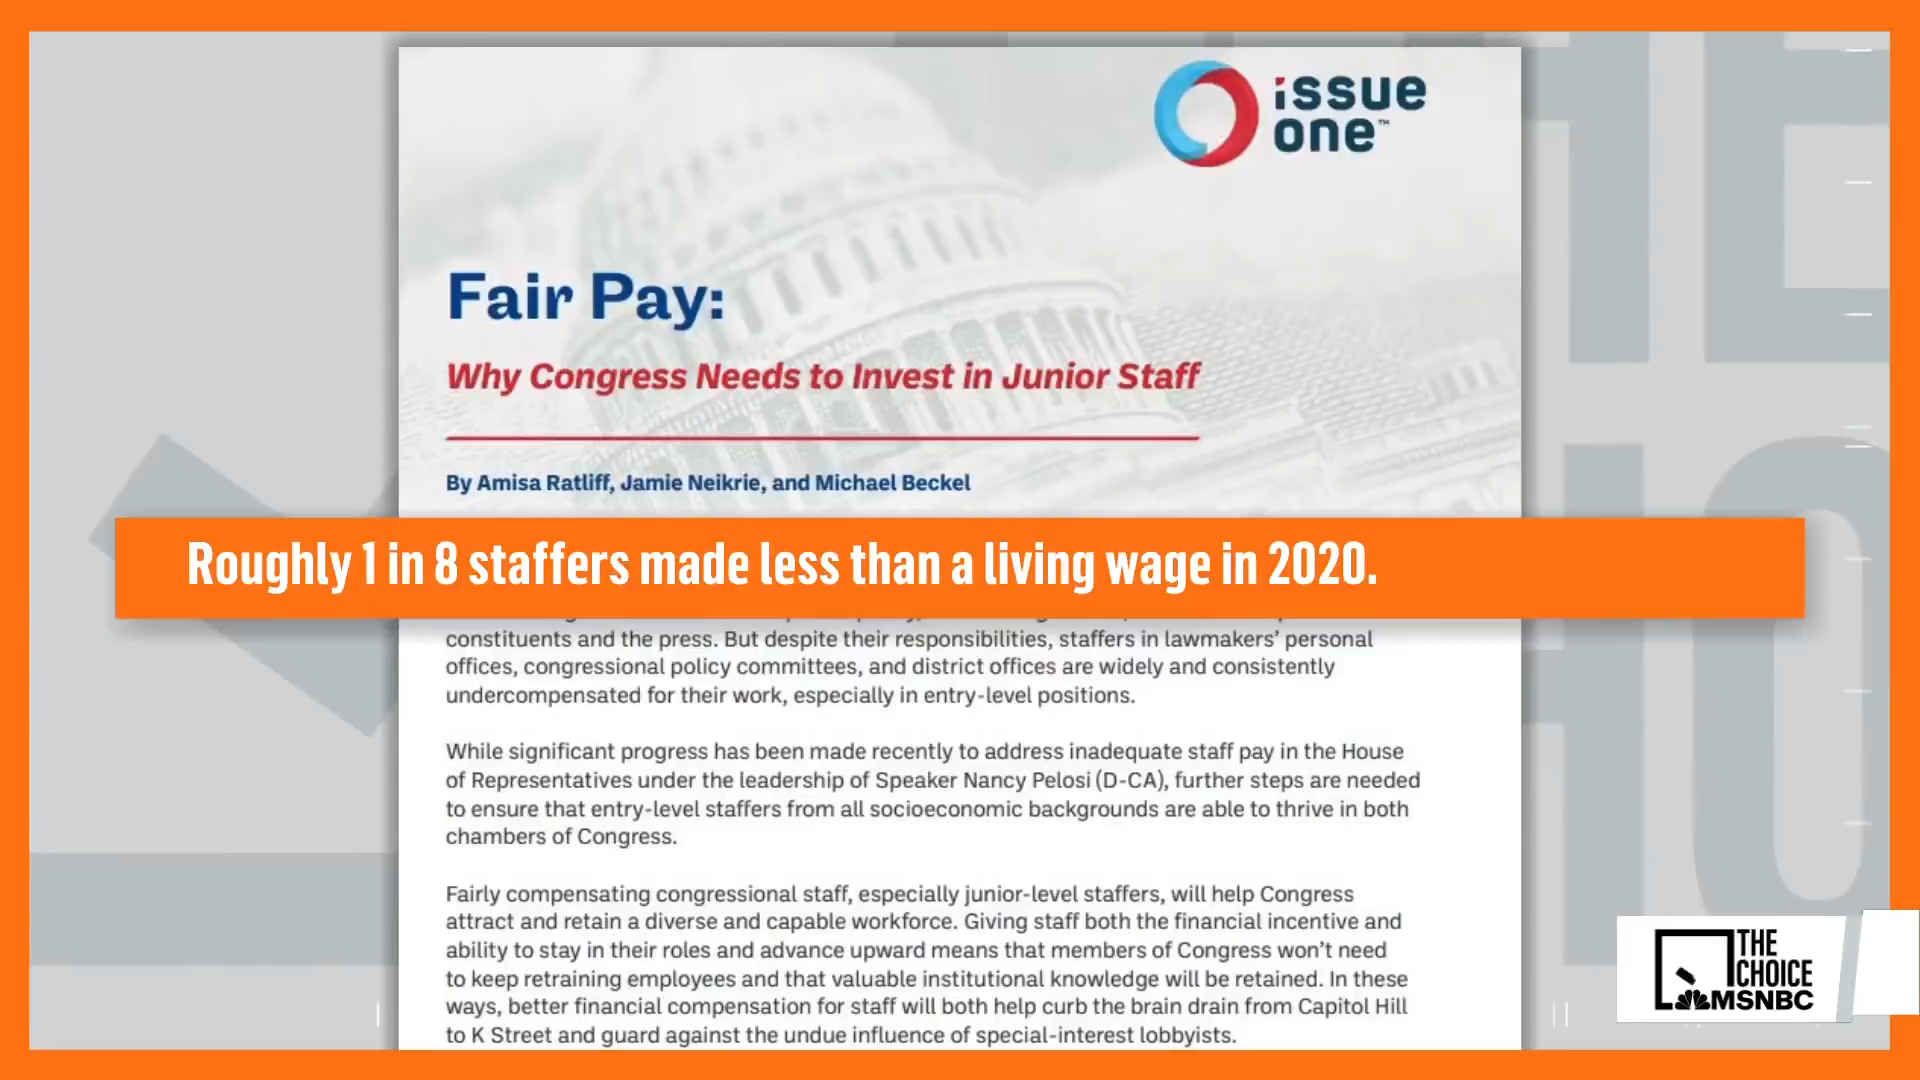 issue
one™
Fair Pay:
Why Congress Needs to Invest in Junior Staff
By Amisa Ratliff, Jamie Neikrie, and Michael Beckel
Roughly 1 in 8 staffers made less than a living wage in 2020.
constituents and the press. But despite their responsibilities, staffers in lawmakers’ personal
offices, congressional policy committees, and district offices are widely and consistently
undercompensated for their work, especially in entry-level positions.
While significant progress has been made recently to address inadequate staff pay in the House
of Representatives under the leadership of Speaker Nancy Pelosi (D-CA), further steps are needed
to ensure that entry-level staffers from all socioeconomic backgrounds are able to thrive in both
chambers of Congress.
Fairly compensating congressional staff, especially junior-level staffers, will help Congress
attract and retain a diverse and capable workforce. Giving staff both the financial incentive and
ability to stay in their roles and advance upward means that members of Congress won’t need
to keep retraining employees and that valuable institutional knowledge will be retained. In these
ways, better financial compensation for staff will both help curb the brain drain from Capitol Hill
to K Street and guard against the undue influence of special-interest lobbyists.
THE
CHOICE
MSNBC